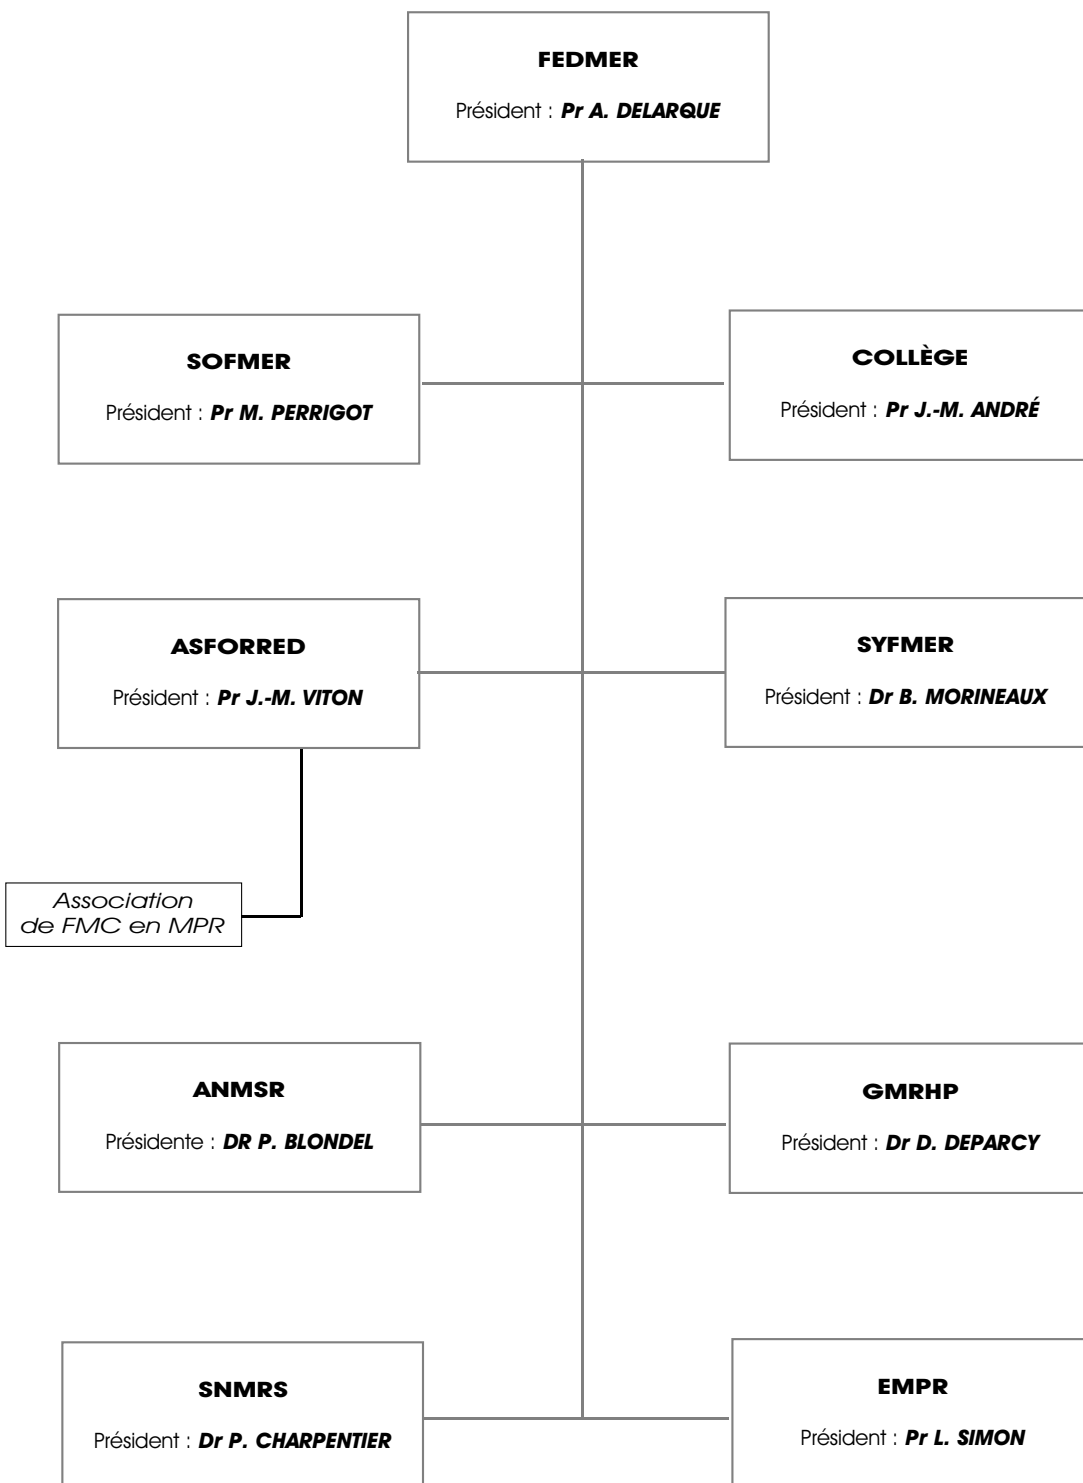 FEDMER
Président : Pr A. DELARQUE
SOFMER
Président : Pr M. PERRIGOT
COLLÈGE
Président : Pr J.-M. ANDRÉ
ASFORRED
Président : Pr J.-M. VITON
SYFMER
Président : Dr B. MORINEAUX
Association
de FMC en MPR
ANMSR
Présidente : DR P. BLONDEL
GMRHP
Président : Dr D. DEPARCY
SNMRS
Président : Dr P. CHARPENTIER
EMPR
Président : Pr L. SIMON